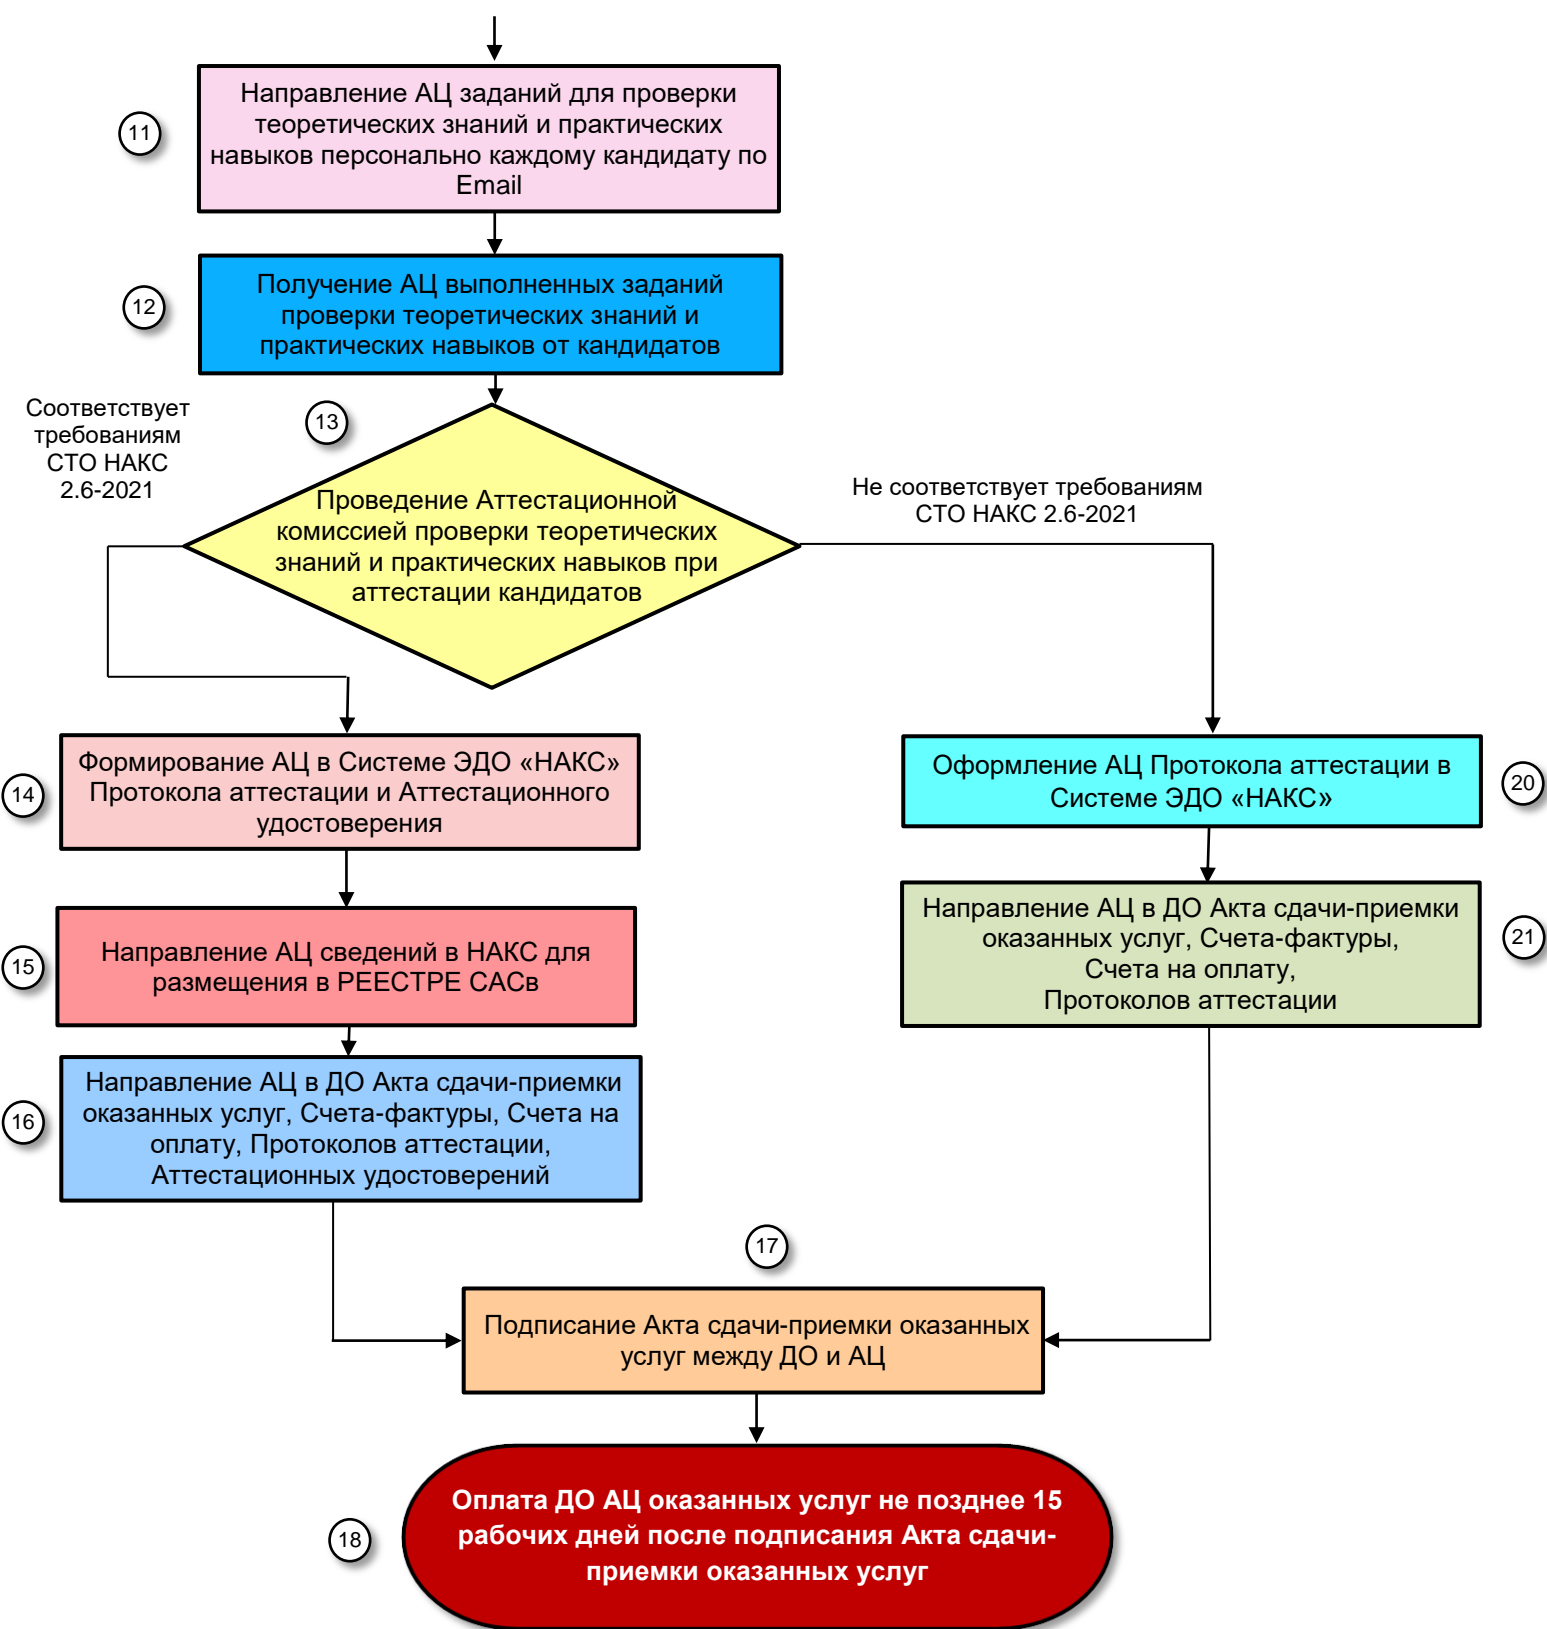 11
Направление АЦ заданий для проверки
теоретических знаний и практических
навыков персонально каждому кандидату по
Email
12
Получение АЦ выполненных заданий
проверки теоретических знаний и
практических навыков от кандидатов
Соответствует
требованиям
СТО НАКС
2.6-2021
13
Проведение Аттестационной
комиссией проверки теоретических
знаний и практических навыков при
аттестации кандидатов
Не соответствует требованиям
СТО НАКС 2.6-2021
14
Формирование АЦ в Системе ЭДО «НАКС»
Протокола аттестации и Аттестационного
удостоверения
Оформление АЦ Протокола аттестации в
Системе ЭДО «НАКС»
20
15
Направление АЦ сведений в НАКС для
размещения в РЕЕСТРЕ САСв
Направление АЦ в ДО Акта сдачи-приемки
оказанных услуг, Счета-фактуры,
Счета на оплату,
Протоколов аттестации
21
16
Направление АЦ в ДО Акта сдачи-приемки
оказанных услуг, Счета-фактуры, Счета на
оплату, Протоколов аттестации,
Аттестационных удостоверений
17
Подписание Акта сдачи-приемки оказанных
услуг между ДО и АЦ
18
Оплата ДО АЦ оказанных услуг не позднее 15
рабочих дней после подписания Акта сдачи-
приемки оказанных услуг